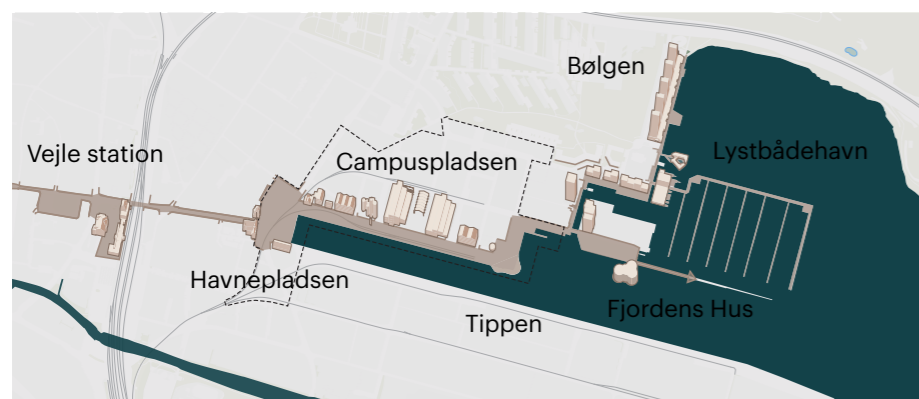 Bølgen
Vejle station
Campuspladsen
Lystbådehavn
Havnepladsen
Fjordens Hus
Tippen